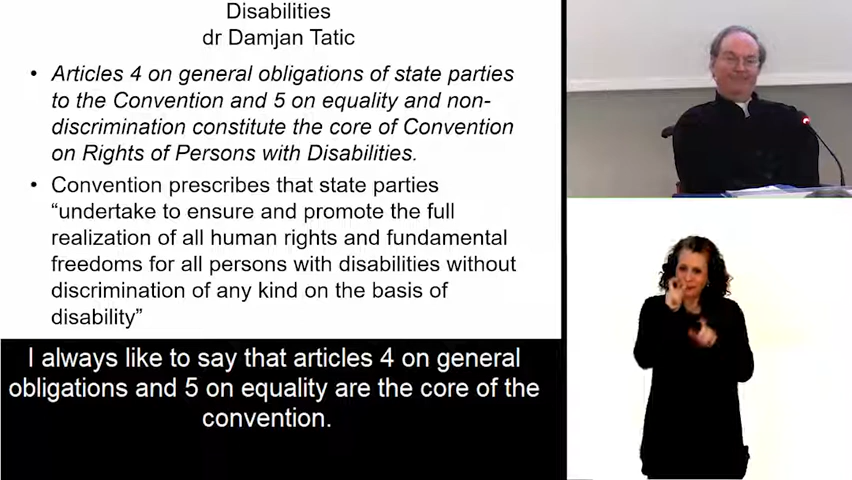 Disabilities
dr Damjan Tatic
• Articles 4 on general obligations of state parties
to the Convention and 5 on equality and non-
discrimination constitute the core of Convention
on Rights of Persons with Disabilities.
• Convention prescribes that state parties
“undertake to ensure and promote the full
realization of all human rights and fundamental
freedoms for all persons with disabilities without
discrimination of any kind on the basis of
disability”
I always like to say that articles 4 on general
obligations and 5 on equality are the core of the
convention.